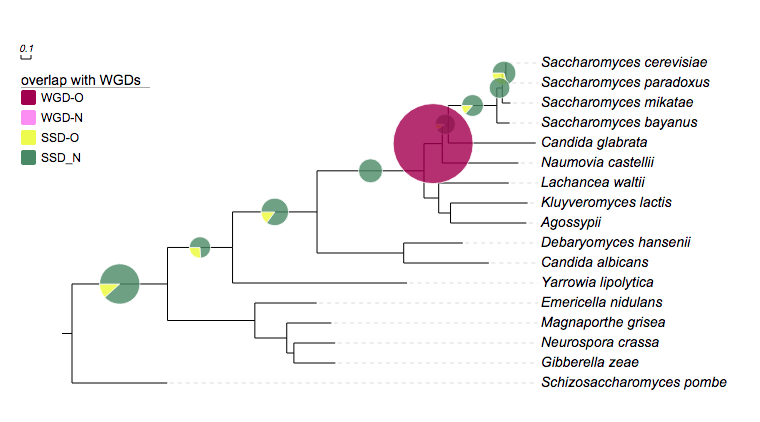 0.1
overlap with WGDs
WGD-O
WGD-N
SSD-O
SSD_N
Saccharomyces cerevisiae
Saccharomyces paradoxus
Saccharomyces mikatae
Saccharomyces bayanus
Candida glabrata
Naumovia castellii
Lachancea waltii
Kluyveromyces lactis
Agossypii
Debaryomyces hansenii
Candida albicans
Yarrowia lipolytica
Emericella nidulans
Magnaporthe grisea
Neurospora crassa
Gibberella zeae
Schizosaccharomyces pombe